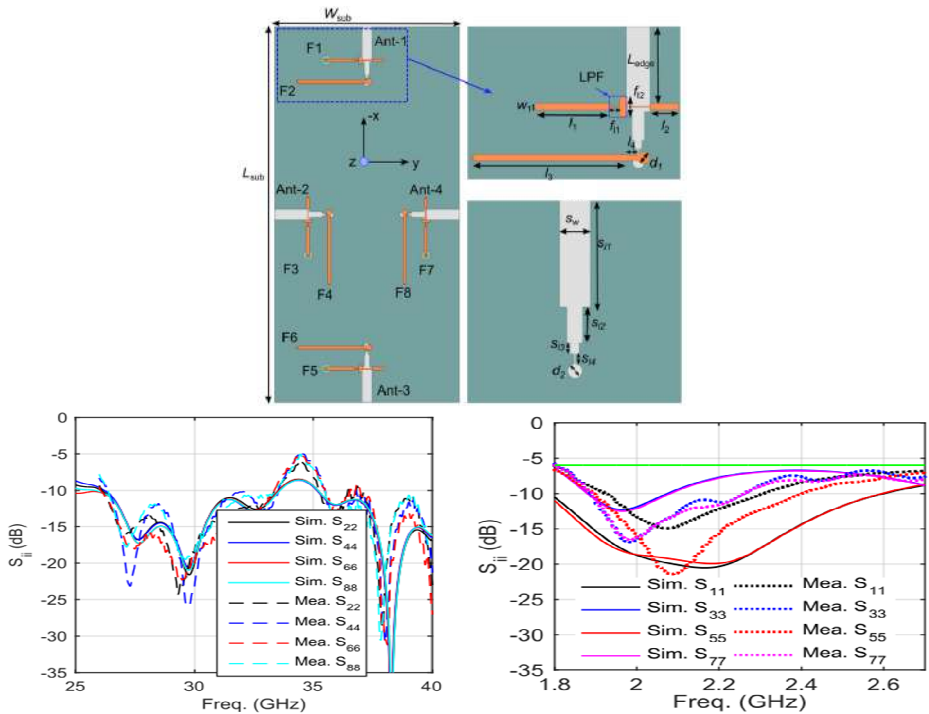 W_sub
F1
Ant-1
F2
-x
z
y
L_sub
Ant-2
Ant-4
F3
F4
F8
F7
F6
F5
Ant-3
L_edge
LPF
f_l2
w_1
l_1
f_l1
l_2
l_4
d_1
l_3
s_w
s_l1
s_l2
s_l3
s_l4
d_2
0
-5
-10
-15
-20
-25
-30
-35
S_ii (dB)
25
30
35
40
Freq. (GHz)
Sim. S_22
Sim. S_44
Sim. S_66
Sim. S_88
Mea. S_22
Mea. S_44
Mea. S_66
Mea. S_88
0
-5
-10
-15
-20
-25
-30
-35
S_ii (dB)
1.8
2
2.2
2.4
2.6
Freq. (GHz)
Sim. S_11
Sim. S_33
Sim. S_55
Sim. S_77
Mea. S_11
Mea. S_33
Mea. S_55
Mea. S_77